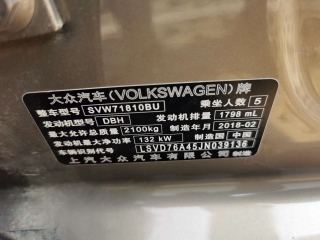 大众汽车(VOLKSWAGEN)牌
整车型号 SVW71810BU 乘坐人数 5
发动机型号 DBH 发动机排量 1798 mL
最大允许总质量 2100kg 制造年月 2018-02
发动机最大净功率 132 kW 制造国 中国
车辆识别代号 LSVD76A45JN039136
上汽大众汽车有限公司 制造